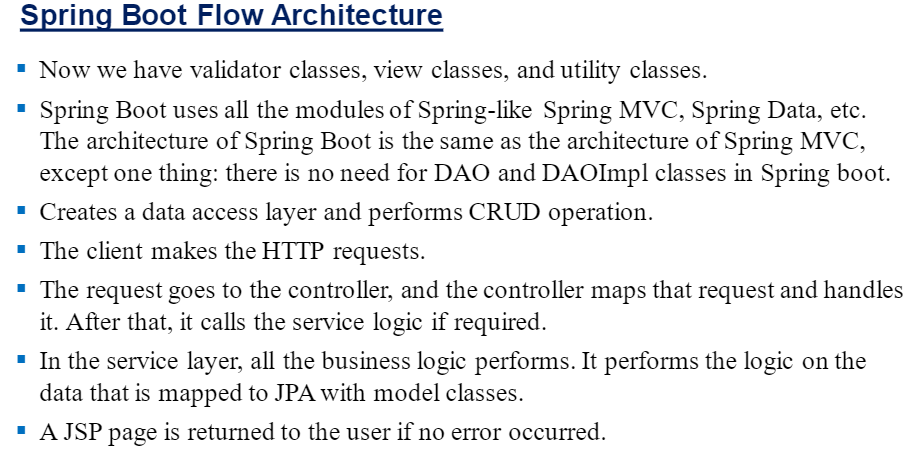 Spring Boot Flow Architecture
▪ Now we have validator classes, view classes, and utility classes.
▪ Spring Boot uses all the modules of Spring-like Spring MVC, Spring Data, etc.
The architecture of Spring Boot is the same as the architecture of Spring MVC,
except one thing: there is no need for DAO and DAOImpl classes in Spring boot.
▪ Creates a data access layer and performs CRUD operation.
▪ The client makes the HTTP requests.
▪ The request goes to the controller, and the controller maps that request and handles
it. After that, it calls the service logic if required.
▪ In the service layer, all the business logic performs. It performs the logic on the
data that is mapped to JPA with model classes.
▪ A JSP page is returned to the user if no error occurred.